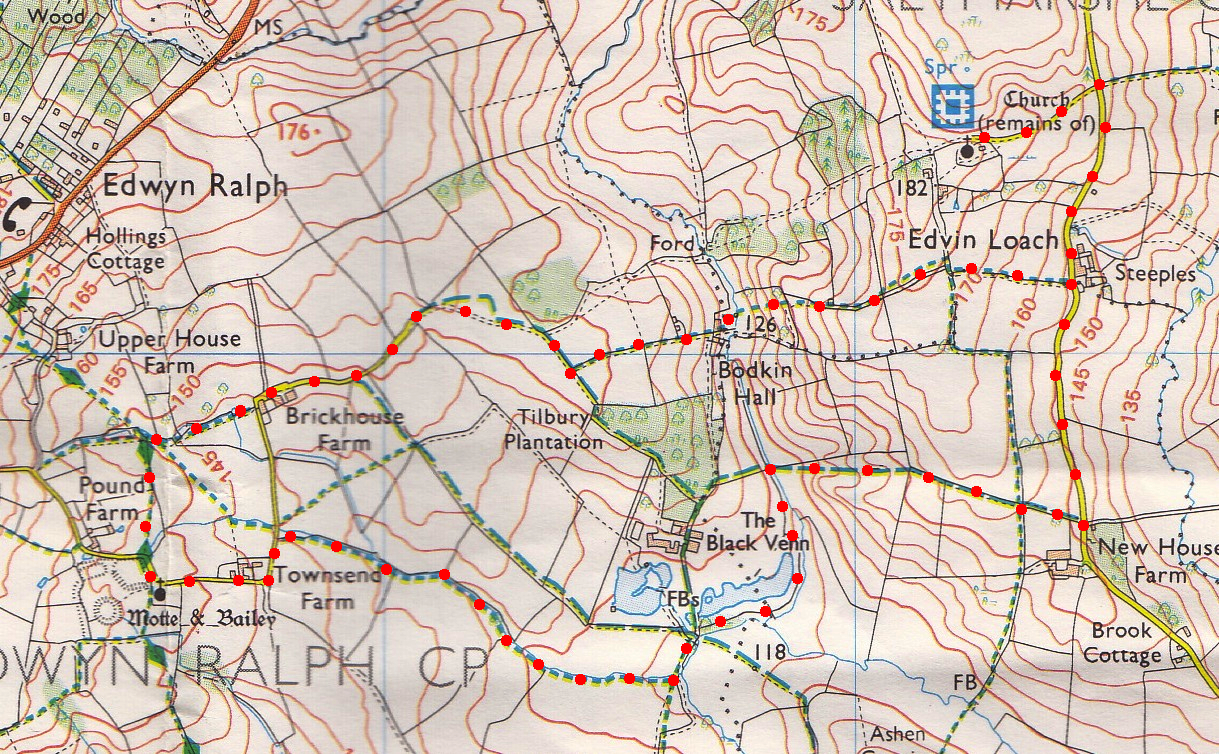 Wood
MS
175
176
Spr
Church
(remains of)
182
175
Edwyn Ralph
Hollings
Cottage
175
165
Ford
Edvin Loach
Steeples
170
160
150
145
135
126
Bodkin
Hall
Upper House
Farm
155
150
145
Brickhouse
Farm
Tilbury
Plantation
Pound
Farm
The
Black Venn
Townsend
Farm
New House
Farm
Motte & Bailey
FBs
118
Brook
Cottage
FB
DWYN RALPH CP
Ashen